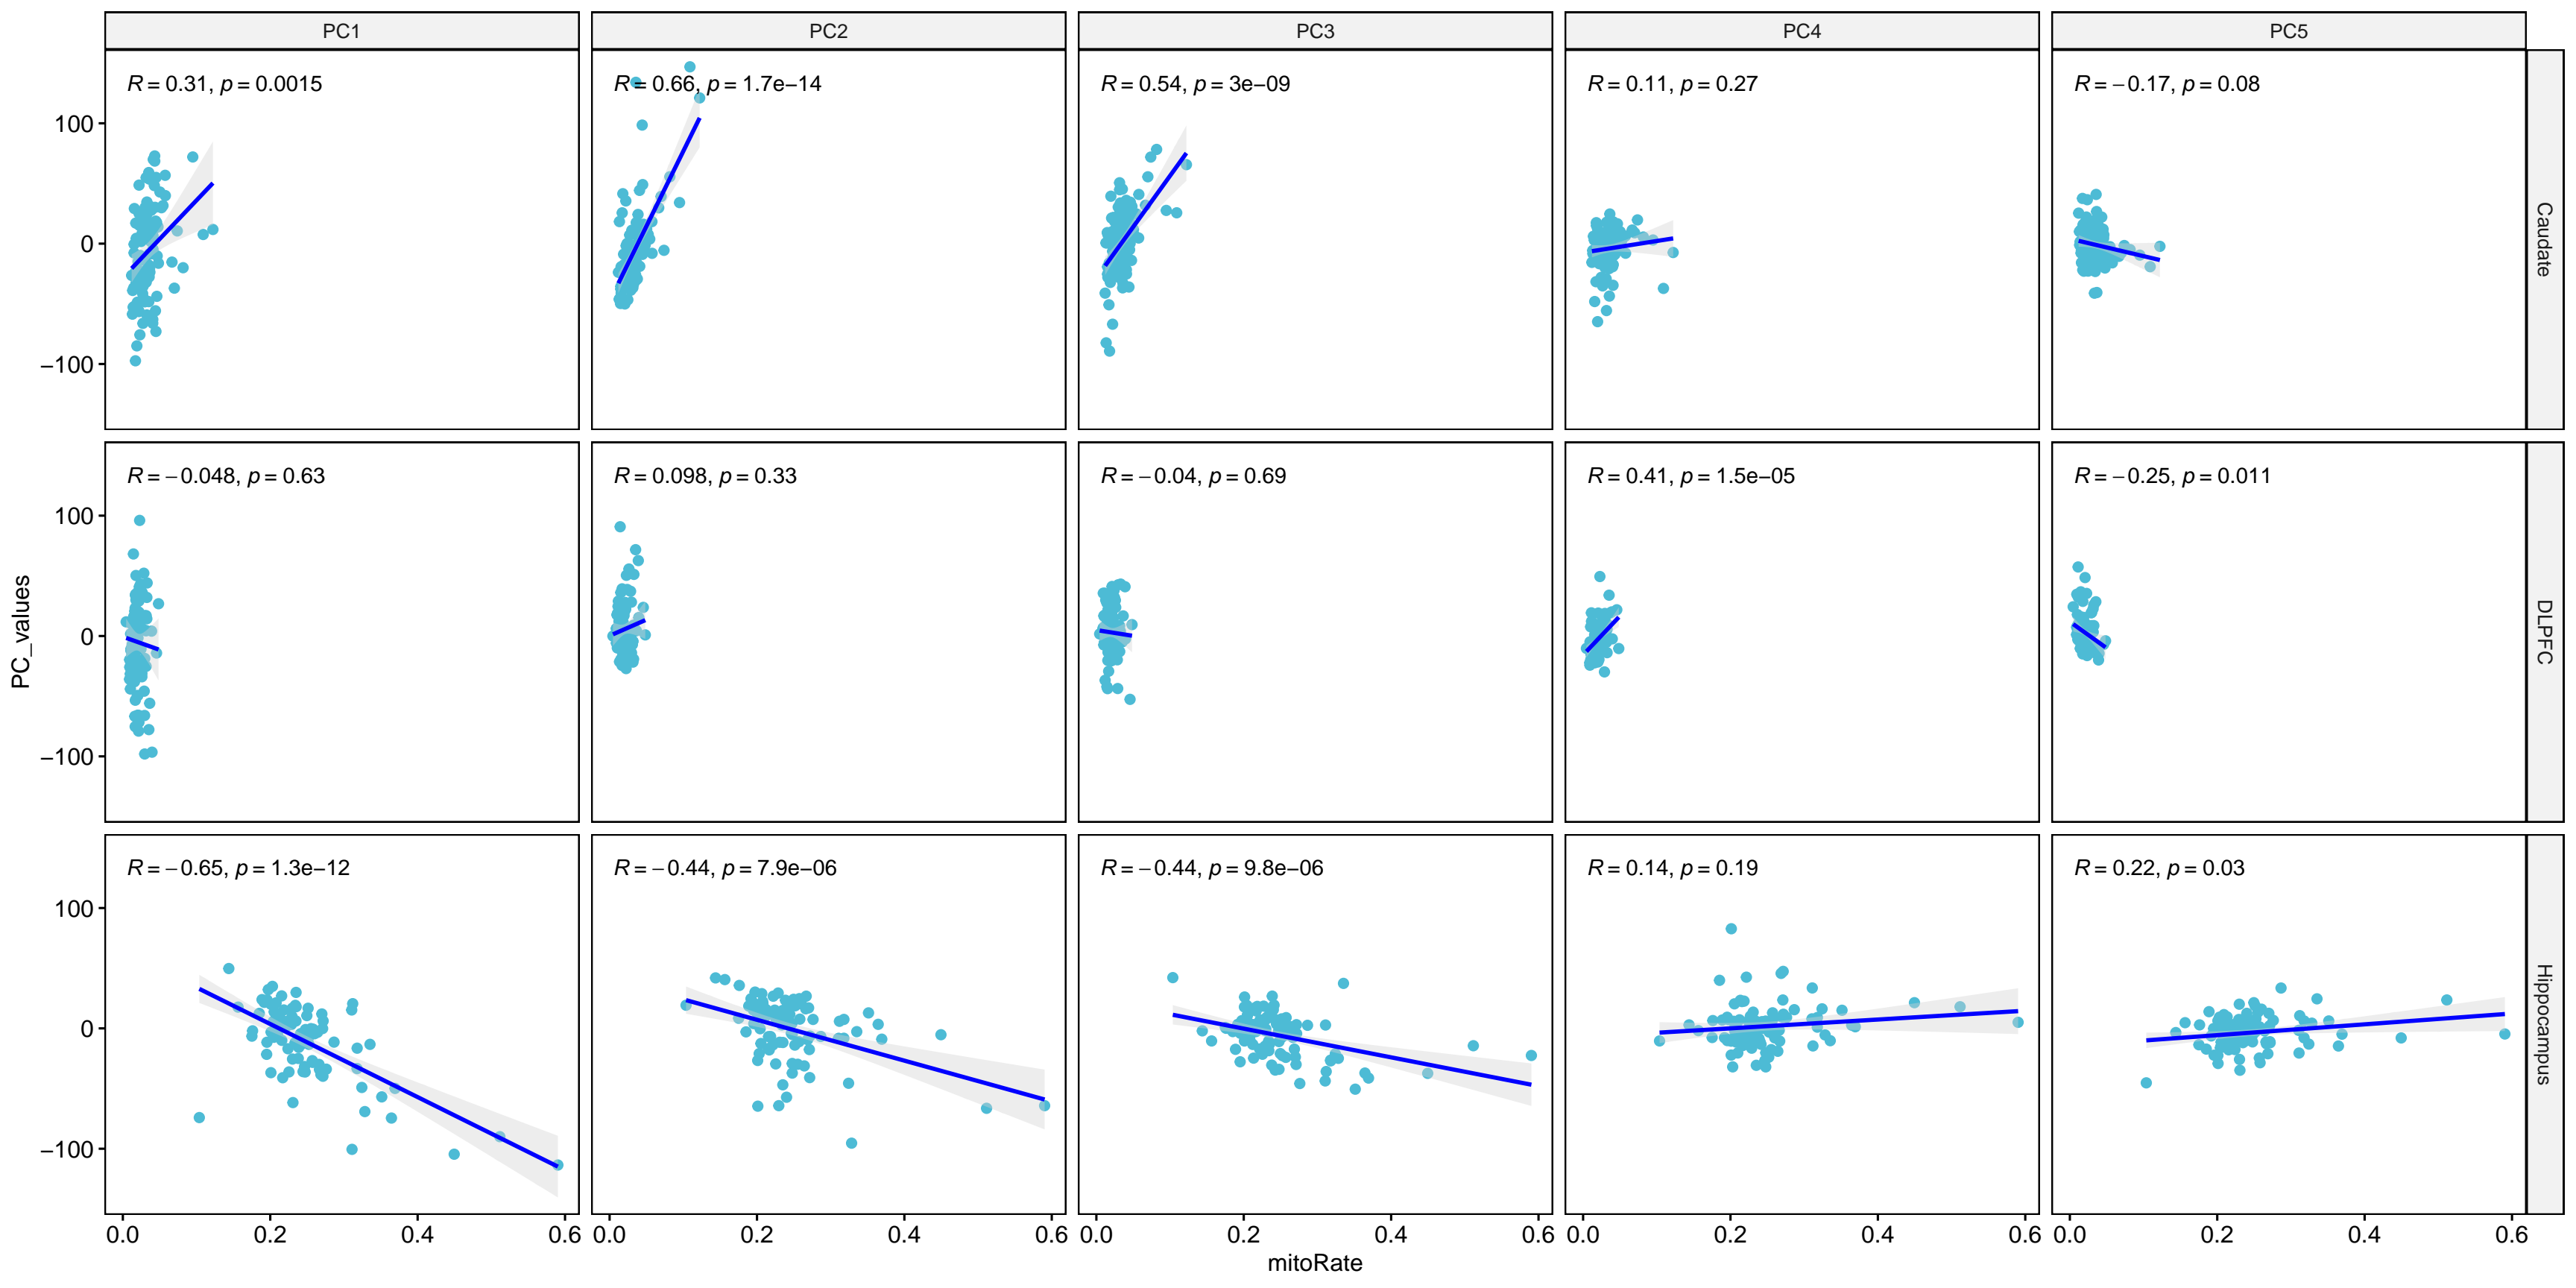 PC1 PC2 PC3 PC4 PC5
R = 0.31, p = 0.0015
R = 0.66, p = 1.7e−14
R = 0.54, p = 3e−09
R = 0.11, p = 0.27
R = −0.17, p = 0.08
100
0
−100
Caudate
R = −0.048, p = 0.63
R = 0.098, p = 0.33
R = −0.04, p = 0.69
R = 0.41, p = 1.5e−05
R = −0.25, p = 0.011
100
0
−100
DLPFC
PC_values
R = −0.65, p = 1.3e−12
R = −0.44, p = 7.9e−06
R = −0.44, p = 9.8e−06
R = 0.14, p = 0.19
R = 0.22, p = 0.03
100
0
−100
Hippocampus
0.0 0.2 0.4 0.6 0.0 0.2 0.4 0.6 0.0 0.2 0.4 0.6 0.0 0.2 0.4 0.6 0.0 0.2 0.4 0.6
mitoRate